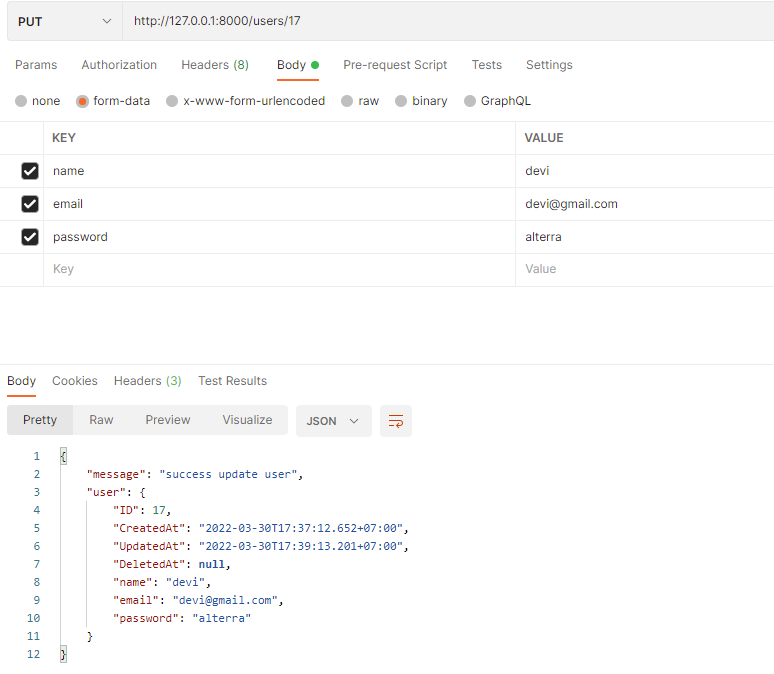 PUT http://127.0.0.1:8000/users/17
Params Authorization Headers (8) Body Pre-request Script Tests Settings
none form-data x-www-form-urlencoded raw binary GraphQL
KEY VALUE
name devi
email devi@gmail.com
password alterra
Key Value
Body Cookies Headers (3) Test Results
Pretty Raw Preview Visualize JSON
1 {
2 "message": "success update user",
3 "user": {
4 "ID": 17,
5 "CreatedAt": "2022-03-30T17:37:12.652+07:00",
6 "UpdatedAt": "2022-03-30T17:39:13.201+07:00",
7 "DeletedAt": null,
8 "name": "devi",
9 "email": "devi@gmail.com",
10 "password": "alterra"
11 }
12 }